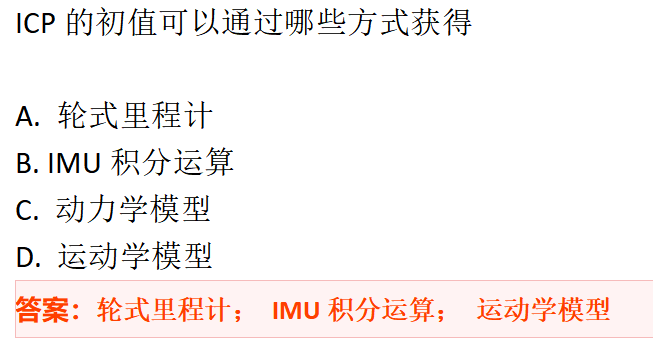 ICP 的初值可以通过哪些方式获得
A. 轮式里程计
B. IMU 积分运算
C. 动力学模型
D. 运动学模型
答案：轮式里程计； IMU 积分运算； 运动学模型